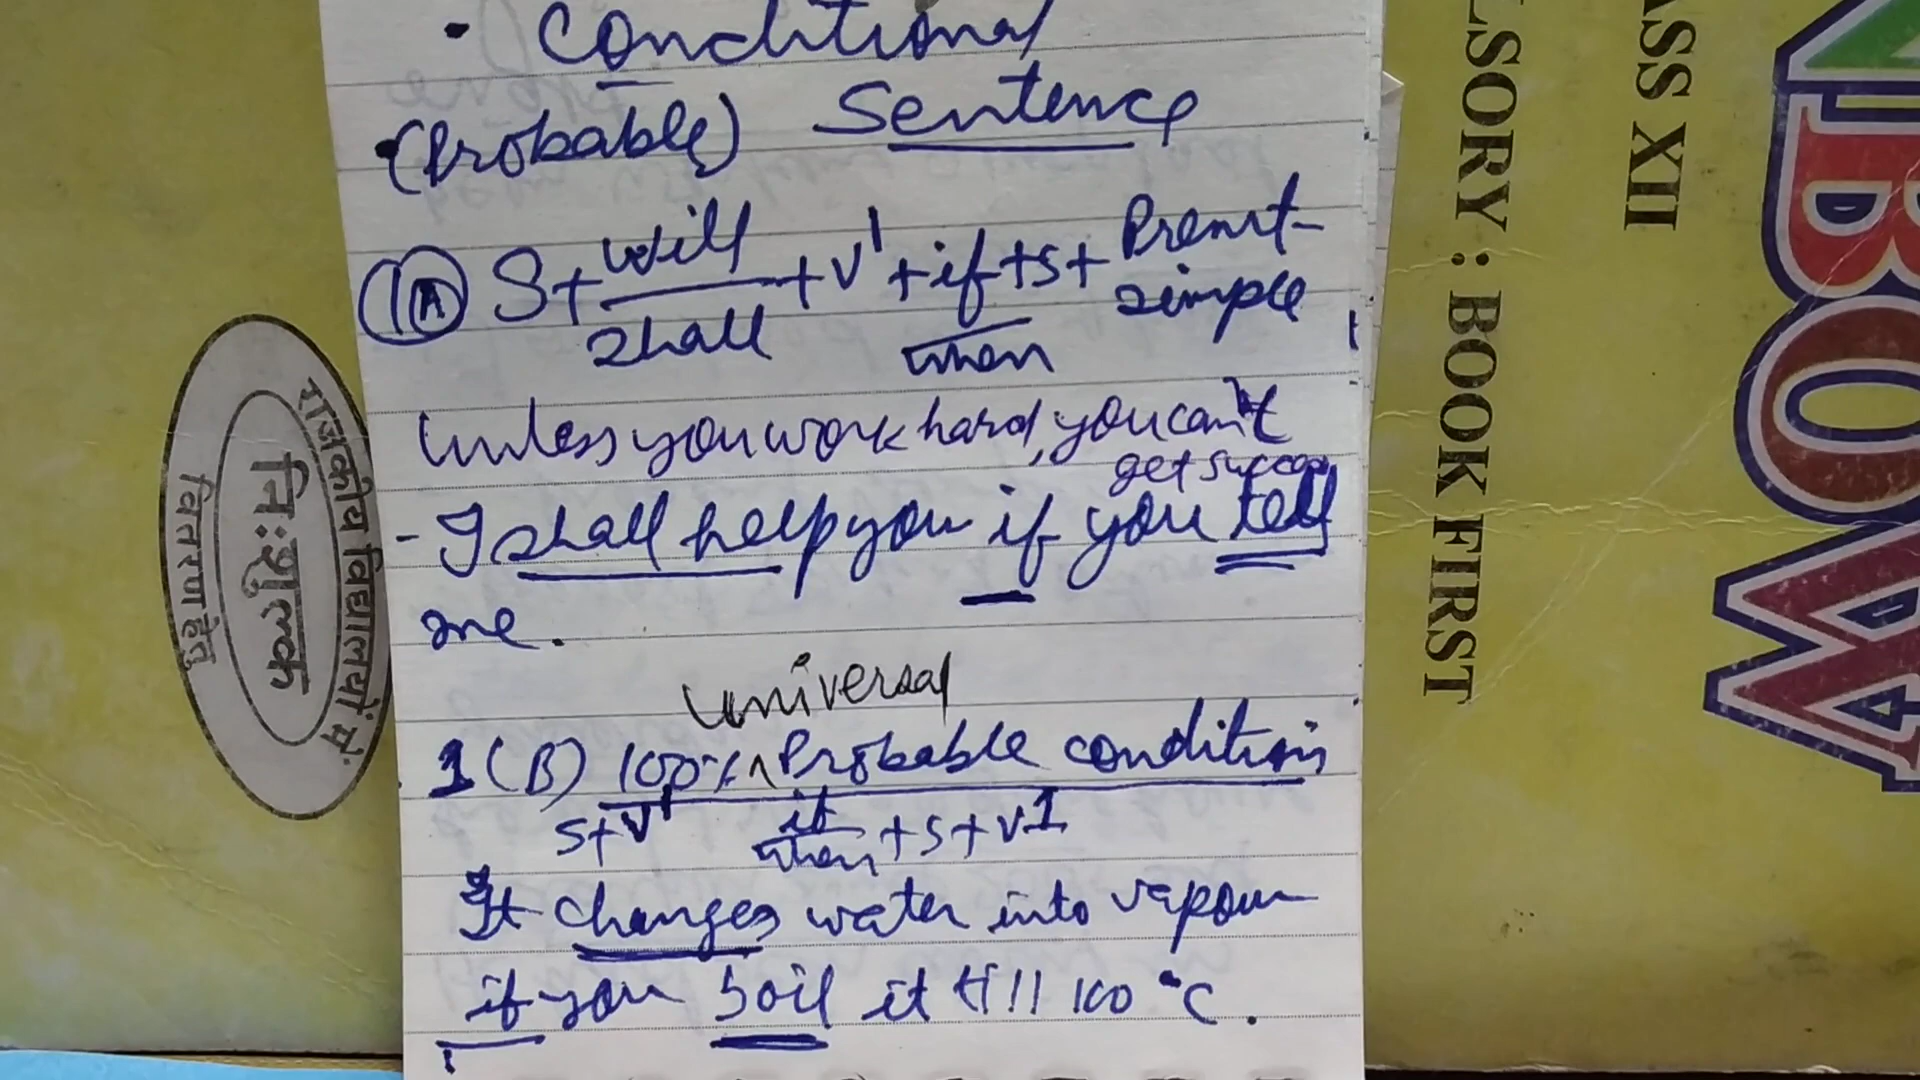 • Conditional
•(Probable) Sentence
(1A) S+will/shall+V¹+if/when+S+Present simple
Unless you work hard, you can't
get success
- I shall help you if you tell
me.
universal
1(B) 100% ^ Probable condition
S+V¹ if/when +S+V1
It changes water into vapour
if you boil it till 100 °C.
राजकीय विद्यालयों में
नि:शुल्क
वितरण हेतु
LSORY : BOOK FIRST
ASS XII
NBOW